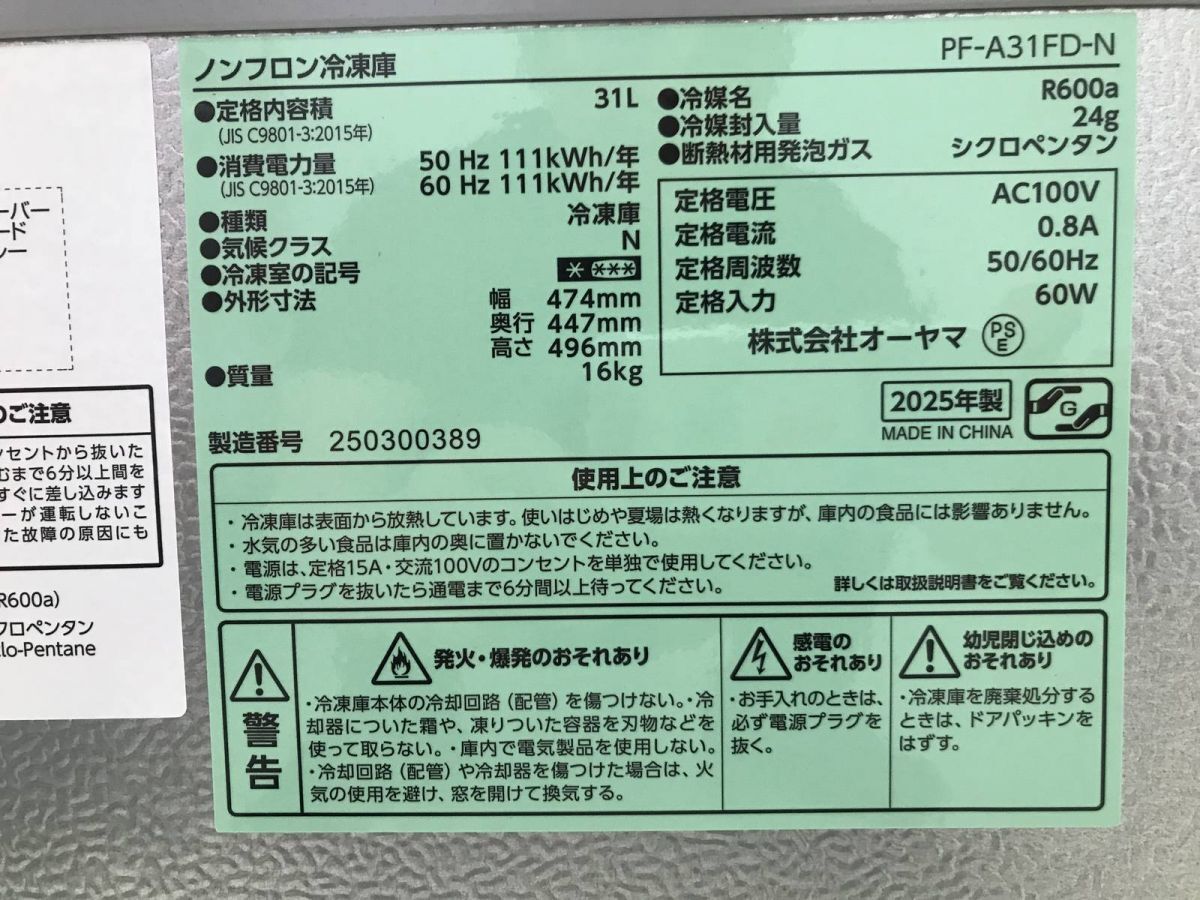 ノンフロン冷凍庫
PF-A31FD-N
●定格内容積 31L
(JIS C9801-3:2015年)
●消費電力量 50 Hz 111kWh/年
(JIS C9801-3:2015年) 60 Hz 111kWh/年
●種類 冷凍庫
●気候クラス N
●冷凍室の記号 * ***
●外形寸法 幅 474mm
奥行 447mm
高さ 496mm
●質量 16kg
製造番号 250300389
●冷媒名 R600a
●冷媒封入量 24g
●断熱材用発泡ガス シクロペンタン
定格電圧 AC100V
定格電流 0.8A
定格周波数 50/60Hz
定格入力 60W
株式会社オーヤマ PSE
2025年製
MADE IN CHINA
G
使用上のご注意
・冷凍庫は表面から放熱しています。使いはじめや夏場は熱くなりますが、庫内の食品には影響ありません。
・水気の多い食品は庫内の奥に置かないでください。
・電源は、定格15A・交流100Vのコンセントを単独で使用してください。
・電源プラグを抜いたら通電まで6分間以上待ってください。 詳しくは取扱説明書をご覧ください。
警告
発火・爆発のおそれあり
・冷凍庫本体の冷却回路（配管）を傷つけない。・冷
却器についた霜や、凍りついた容器を刃物などを
使って取らない。・庫内で電気製品を使用しない。
・冷却回路（配管）や冷却器を傷つけた場合は、火
気の使用を避け、窓を開けて換気する。
感電の
おそれあり
・お手入れのときは、
必ず電源プラグを
抜く。
幼児閉じ込めの
おそれあり
・冷凍庫を廃棄処分する
ときは、ドアパッキンを
はずす。
ーバー
ード
レー
のご注意
ンセントから抜いた
むまで6分以上間を
すぐに差し込みます
ーが運転しないこ
た故障の原因にも
R600a)
フロペンタン
lo-Pentane